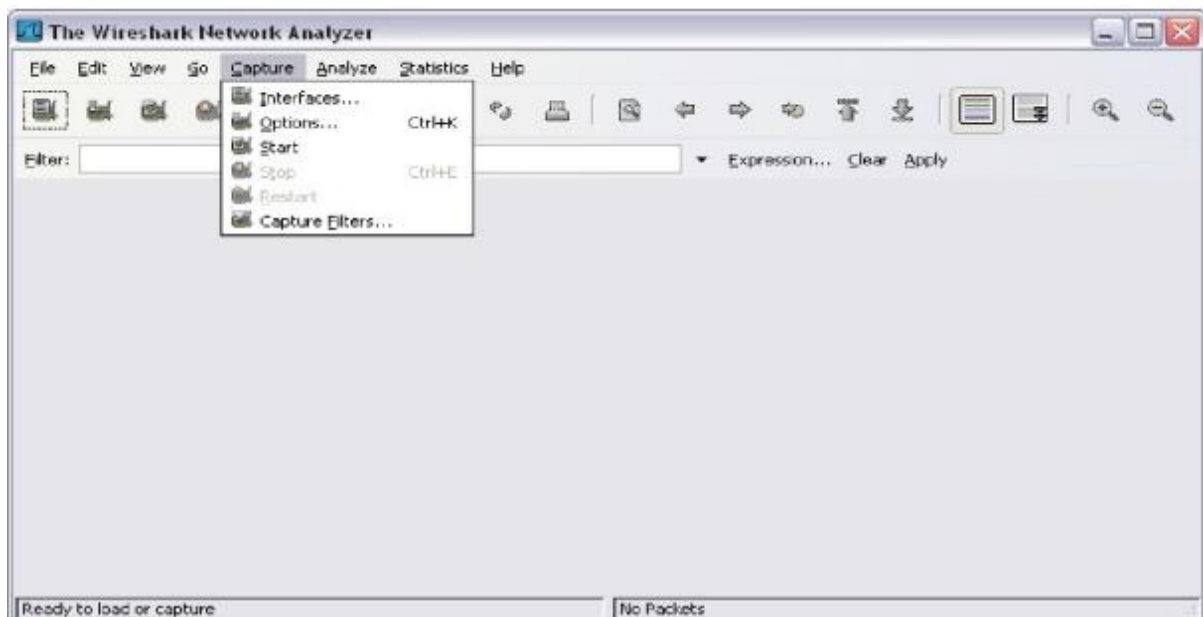 The Wireshark Network Analyzer
File Edit View Go Capture Analyze Statistics Help
Interfaces...
Options... Ctrl+K
Start
Stop Ctrl+E
Restart
Capture Filters...
Filter: Expression... Clear Apply
Ready to load or capture No Packets